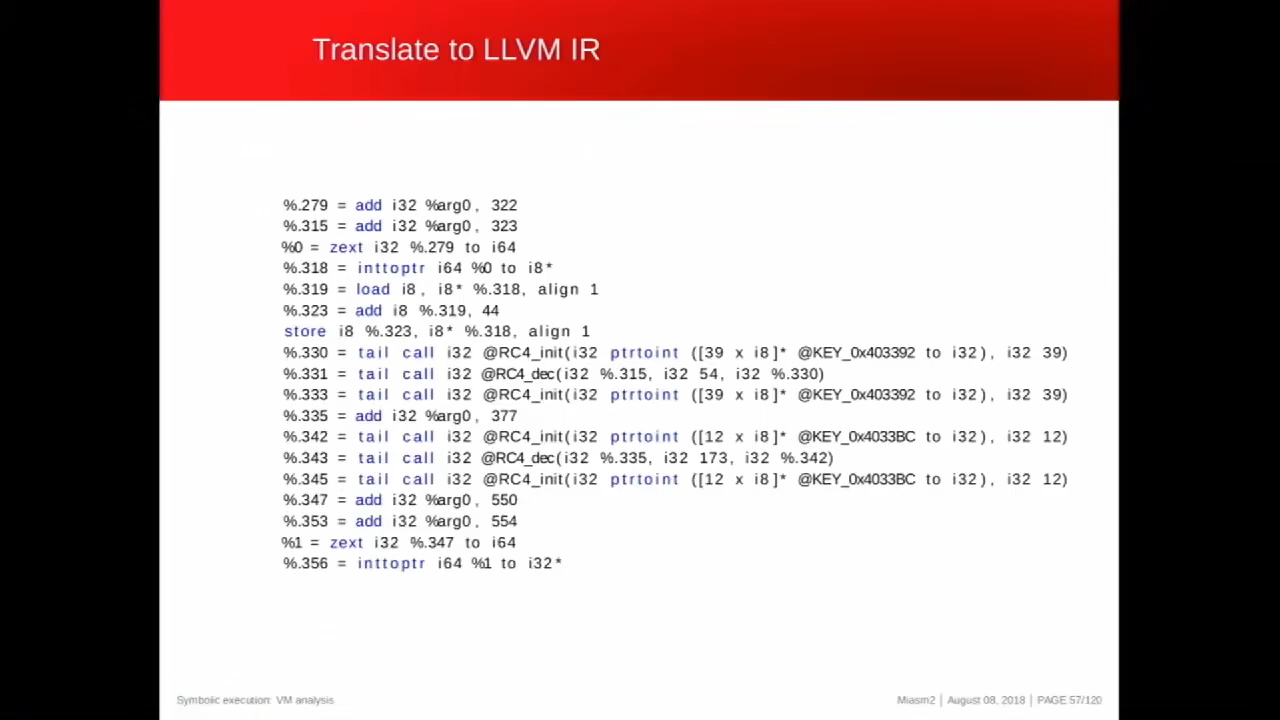 Translate to LLVM IR
%.279 = add i32 %arg0, 322
%.315 = add i32 %arg0, 323
%0 = zext i32 %.279 to i64
%.318 = inttoptr i64 %0 to i8*
%.319 = load i8, i8* %.318, align 1
%.323 = add i8 %.319, 44
store i8 %.323, i8* %.318, align 1
%.330 = tail call i32 @RC4_init(i32 ptrtoint ([39 x i8]* @KEY_0x403392 to i32), i32 39)
%.331 = tail call i32 @RC4_dec(i32 %.315, i32 54, i32 %.330)
%.333 = tail call i32 @RC4_init(i32 ptrtoint ([39 x i8]* @KEY_0x403392 to i32), i32 39)
%.335 = add i32 %arg0, 377
%.342 = tail call i32 @RC4_init(i32 ptrtoint ([12 x i8]* @KEY_0x4033BC to i32), i32 12)
%.343 = tail call i32 @RC4_dec(i32 %.335, i32 173, i32 %.342)
%.345 = tail call i32 @RC4_init(i32 ptrtoint ([12 x i8]* @KEY_0x4033BC to i32), i32 12)
%.347 = add i32 %arg0, 550
%.353 = add i32 %arg0, 554
%1 = zext i32 %.347 to i64
%.356 = inttoptr i64 %1 to i32*
Symbolic execution: VM analysis
Miasm2 | August 08, 2018 | PAGE 57/120